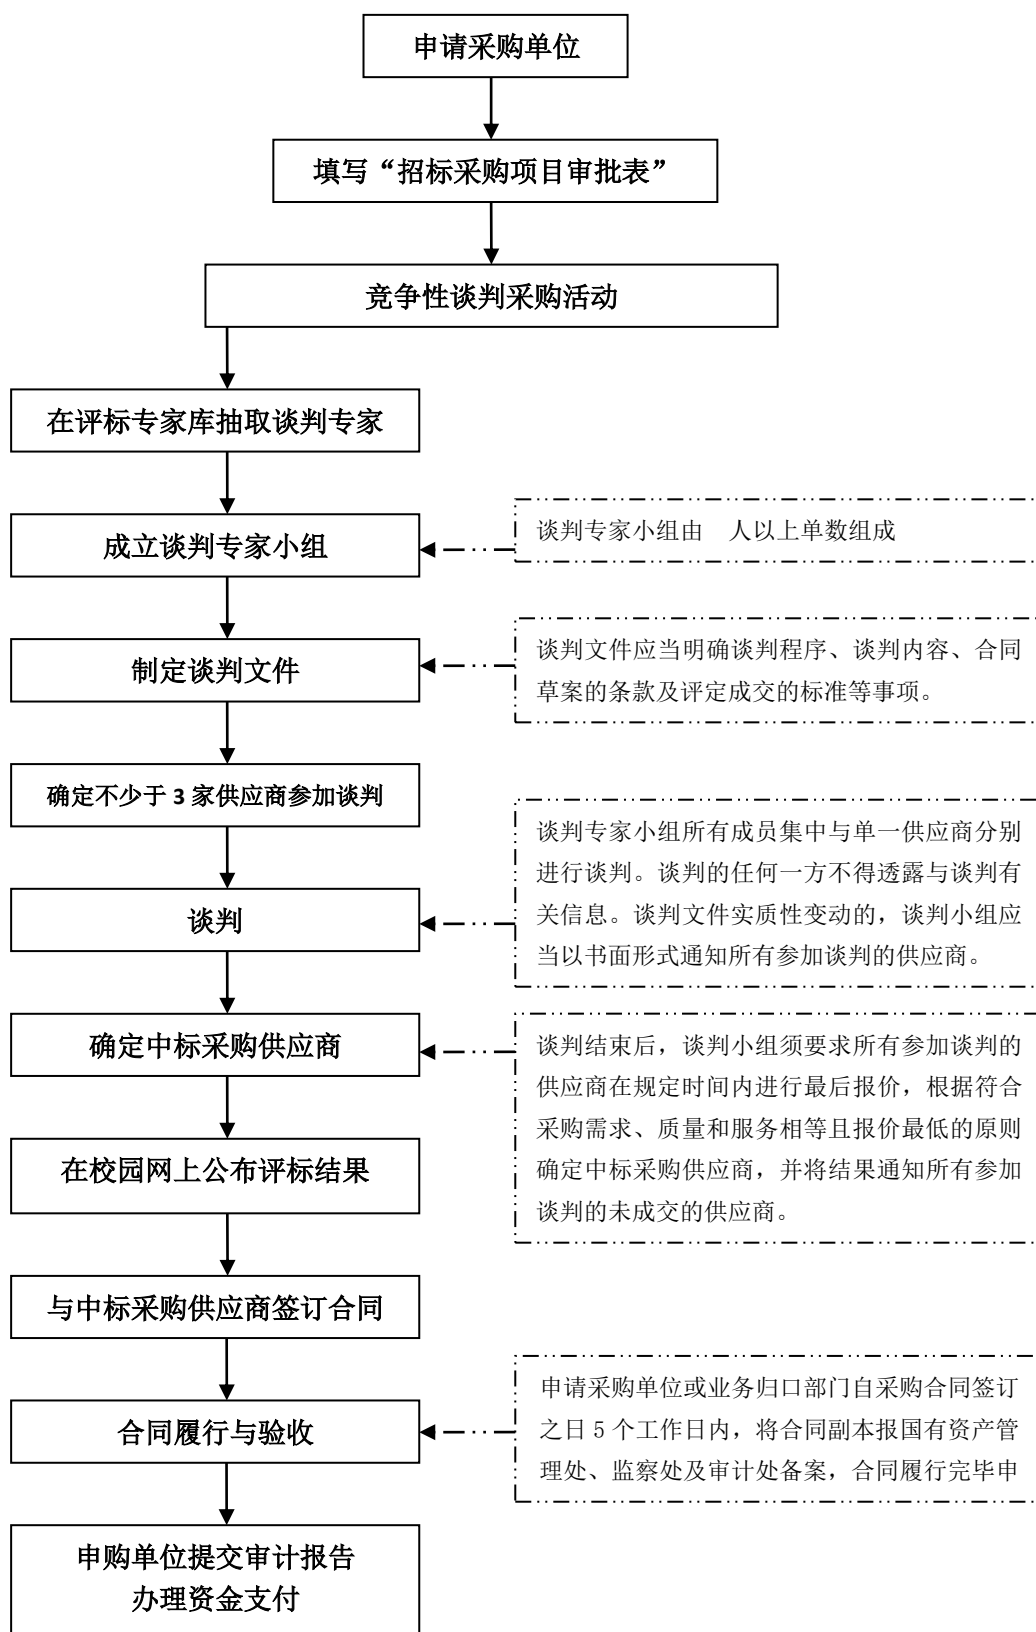 申请采购单位
填写“招标采购项目审批表”
竞争性谈判采购活动
在评标专家库抽取谈判专家
成立谈判专家小组
谈判专家小组由 人以上单数组成
制定谈判文件
谈判文件应当明确谈判程序、谈判内容、合同
草案的条款及评定成交的标准等事项。
确定不少于 3 家供应商参加谈判
谈判
谈判专家小组所有成员集中与单一供应商分别
进行谈判。谈判的任何一方不得透露与谈判有
关信息。谈判文件实质性变动的，谈判小组应
当以书面形式通知所有参加谈判的供应商。
确定中标采购供应商
谈判结束后，谈判小组须要求所有参加谈判的
供应商在规定时间内进行最后报价，根据符合
采购需求、质量和服务相等且报价最低的原则
确定中标采购供应商，并将结果通知所有参加
谈判的未成交的供应商。
在校园网上公布评标结果
与中标采购供应商签订合同
合同履行与验收
申请采购单位或业务归口部门自采购合同签订
之日 5 个工作日内，将合同副本报国有资产管
理处、监察处及审计处备案，合同履行完毕申
申购单位提交审计报告
办理资金支付